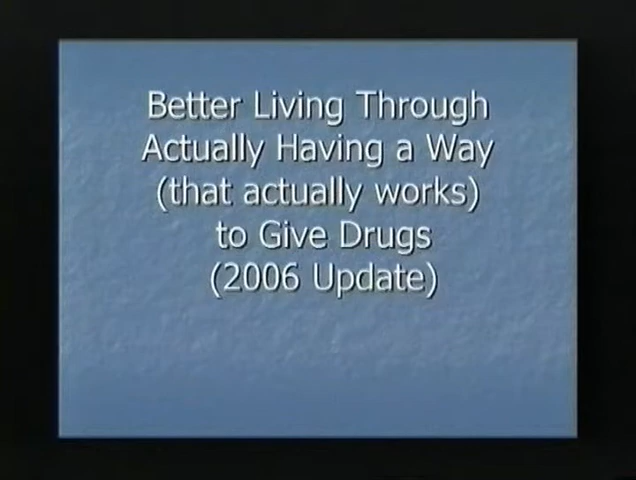 Better Living Through
Actually Having a Way
(that actually works)
to Give Drugs
(2006 Update)